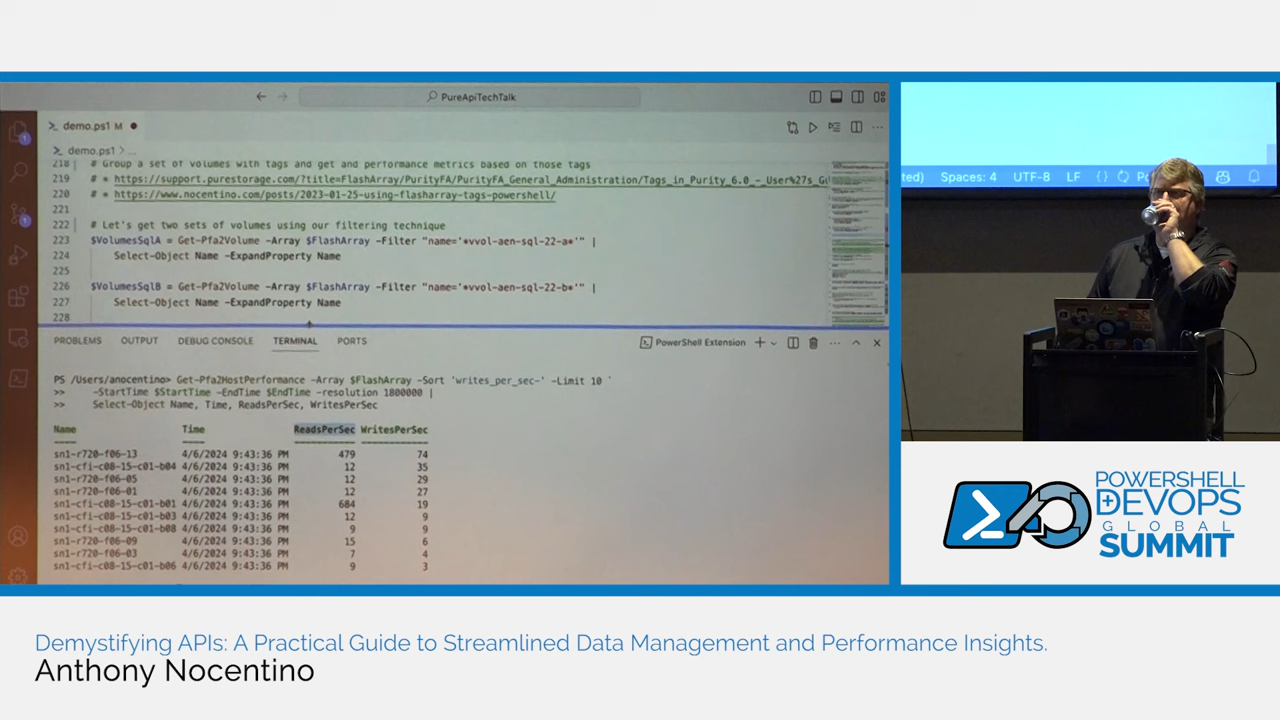 PureApiTechTalk
demo.ps1 M
demo.ps1 > ...
218 # Group a set of volumes with tags and get and performance metrics based on those tags
219 # * https://support.purestorage.com/?title=FlashArray/PurityFA/PurityFA_General_Administration/Tags_in_Purity_6.0_-_User%27s_Gu
220 # * https://www.nocentino.com/posts/2023-01-25-using-flasharray-tags-powershell/
221
222 # Let's get two sets of volumes using our filtering technique
223 $VolumesSqlA = Get-Pfa2Volume -Array $FlashArray -Filter "name='*vvol-aen-sql-22-a*'" |
224 Select-Object Name -ExpandProperty Name
225
226 $VolumesSqlB = Get-Pfa2Volume -Array $FlashArray -Filter "name='*vvol-aen-sql-22-b*'" |
227 Select-Object Name -ExpandProperty Name
228
PROBLEMS OUTPUT DEBUG CONSOLE TERMINAL PORTS PowerShell Extension
PS /Users/anocentino> Get-Pfa2HostPerformance -Array $FlashArray -Sort 'writes_per_sec-' -Limit 10 `
>> -StartTime $StartTime -EndTime $EndTime -resolution 1800000 |
>> Select-Object Name, Time, ReadsPerSec, WritesPerSec
Name Time ReadsPerSec WritesPerSec
---- ---- ----------- ------------
sn1-r720-f06-13 4/6/2024 9:43:36 PM 479 74
sn1-cfi-c08-15-c01-b04 4/6/2024 9:43:36 PM 12 35
sn1-r720-f06-05 4/6/2024 9:43:36 PM 12 29
sn1-r720-f06-01 4/6/2024 9:43:36 PM 12 27
sn1-cfi-c08-15-c01-b01 4/6/2024 9:43:36 PM 684 19
sn1-cfi-c08-15-c01-b03 4/6/2024 9:43:36 PM 12 9
sn1-cfi-c08-15-c01-b08 4/6/2024 9:43:36 PM 9 9
sn1-r720-f06-09 4/6/2024 9:43:36 PM 15 6
sn1-r720-f06-03 4/6/2024 9:43:36 PM 7 4
sn1-cfi-c08-15-c01-b06 4/6/2024 9:43:36 PM 9 3
ted) Spaces: 4 UTF-8 LF {}
POWERSHELL
+ DEVOPS
GLOBAL
SUMMIT
Demystifying APIs: A Practical Guide to Streamlined Data Management and Performance Insights.
Anthony Nocentino